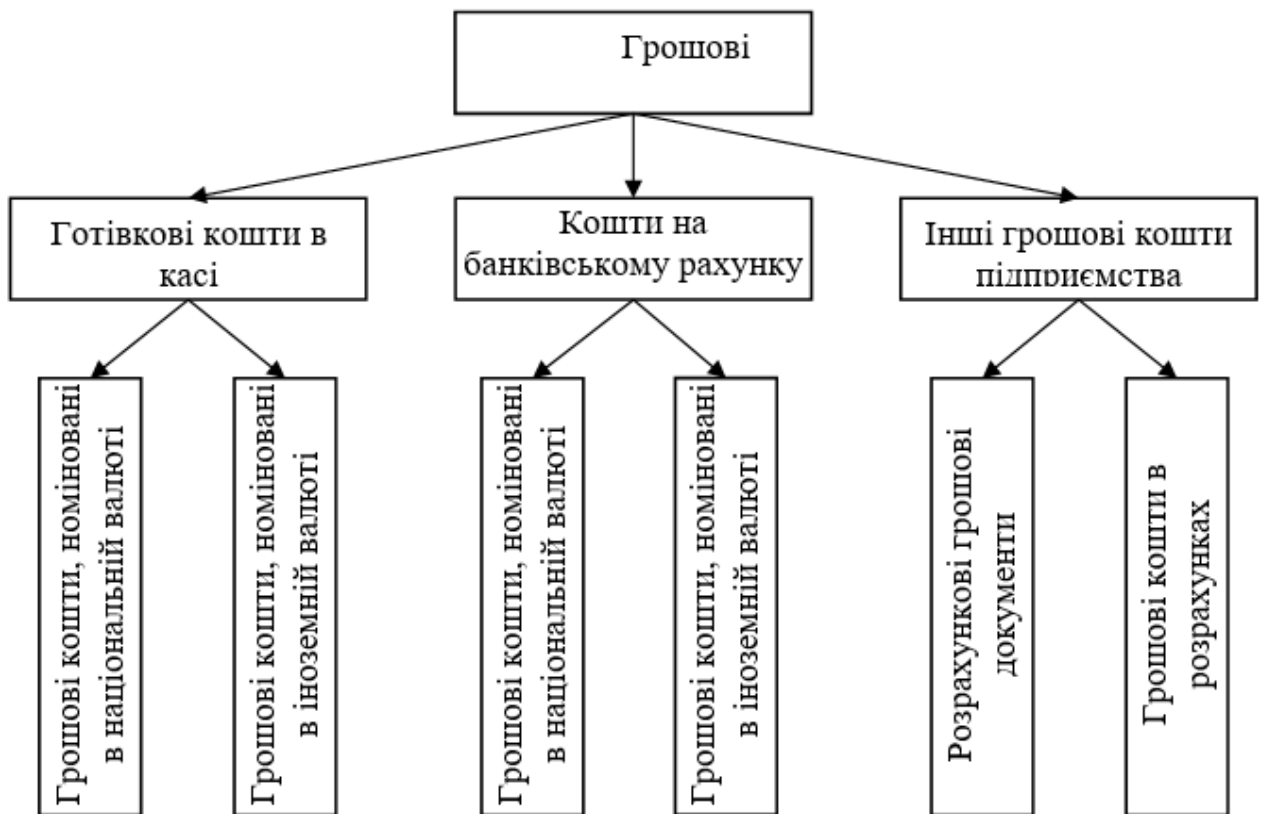 Грошові
Готівкові кошти в
касі
Кошти на
банківському рахунку
Інші грошові кошти
підприємства
Грошові кошти, номіновані
в національній валюті
Грошові кошти, номіновані
в іноземній валюті
Грошові кошти, номіновані
в національній валюті
Грошові кошти, номіновані
в іноземній валюті
Розрахункові грошові
документи
Грошові кошти в
розрахунках